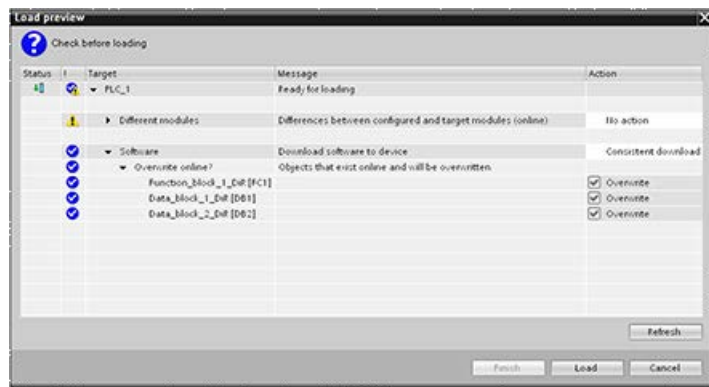 Load preview
Check before loading
Status ! Target Message Action
PLC_1 Ready for loading
Different modules Differences between configured and target modules (online) No action
Software Download software to device Consistent download
Overwrite online? Objects that exist online and will be overwritten.
Function_block_1_Diff [FC1] Overwrite
Data_block_1_Diff [DB1] Overwrite
Data_block_2_Diff [DB2] Overwrite
Refresh
Finish Load Cancel